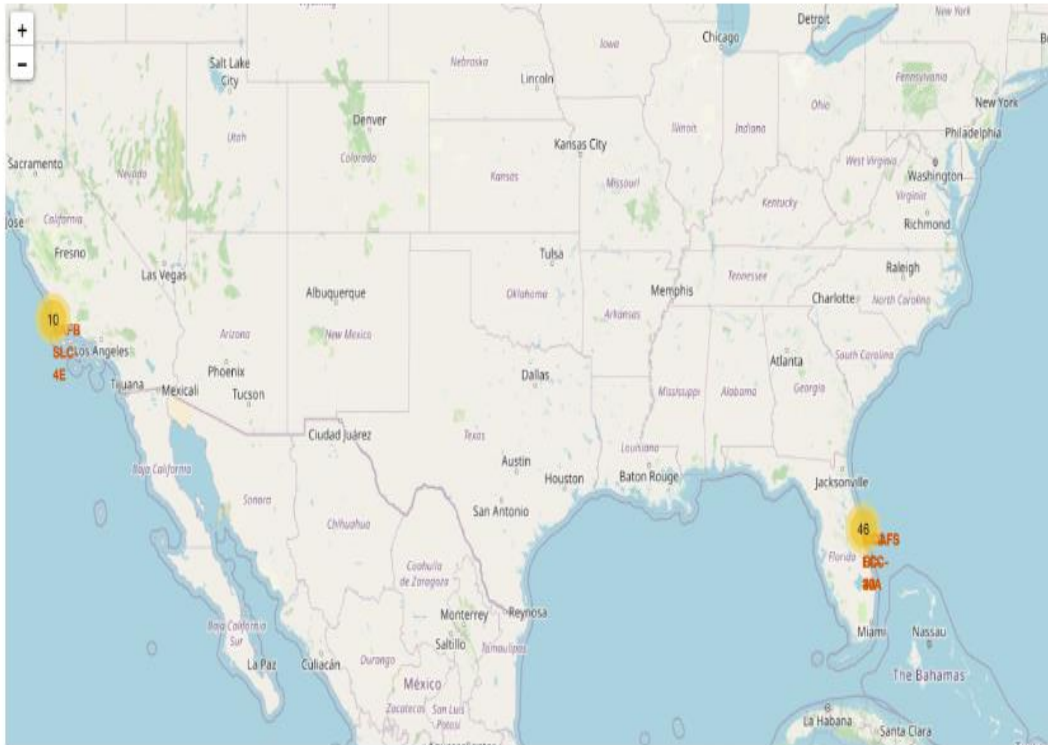 +
−
Wyoming
Detroit
New York
Chicago
Iowa
Salt Lake
City
Nebraska
Lincoln
Pennsylvania
New York
Ohio
Illinois
Indiana
Utah
Denver
Colorado
Kansas City
Philadelphia
Sacramento
Nevada
Kansas
Missouri
West Virginia
Washington
Virginia
Kentucky
Jose
California
Richmond
Fresno
Las Vegas
Tulsa
Raleigh
Albuquerque
Oklahoma
Memphis
Tennessee
Charlotte
North Carolina
10
FB
Arkansas
Arizona
New Mexico
SLC-
Los Angeles
Atlanta
South Carolina
4E
Phoenix
Dallas
Tijuana
Mexicali
Tucson
Mississippi
Alabama
Georgia
Ciudad Juárez
Texas
Louisiana
Baja California
Austin
Houston
Baton Rouge
Jacksonville
Sonora
San Antonio
Chihuahua
46
AFS
Florida
Coahuila
de Zaragoza
Monterrey
Reynosa
Baja California
Sur
Saltillo
Tamaulipas
Miami
Nassau
La Paz
Culiacán
Durango
México
The Bahamas
Zacatecas
San Luis
Potosí
La Habana
Santa Clara